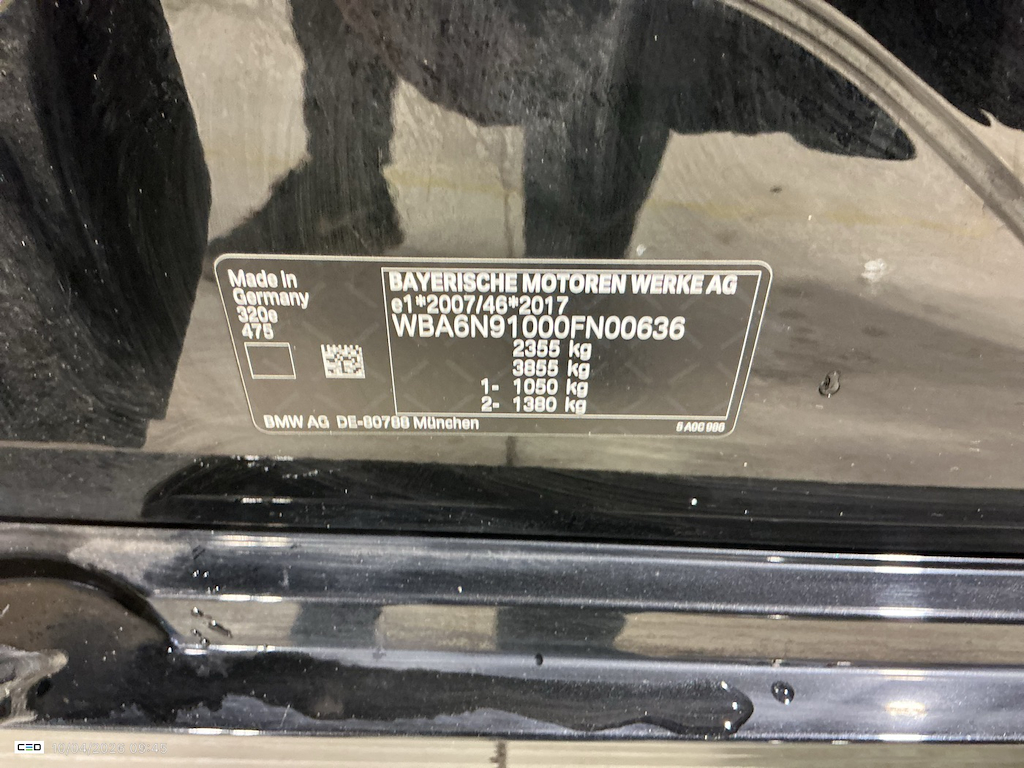 Made in
Germany
320e
475
BAYERISCHE MOTOREN WERKE AG
e1*2007/46*2017
WBA6N91000FN00636
2355 kg
3855 kg
1- 1050 kg
2- 1380 kg
BMW AG DE-80788 München
CEO